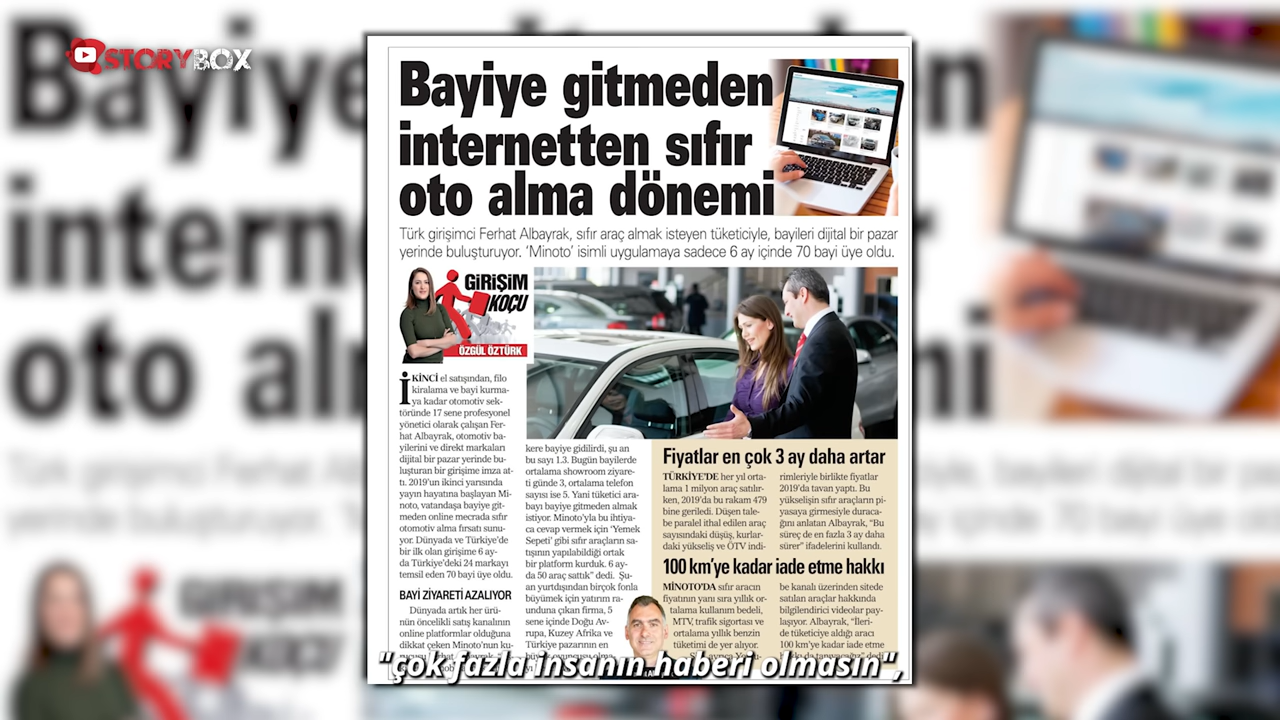 STORYBOX
Bayiye gitmeden
internetten sıfır
oto alma dönemi
Türk girişimci Ferhat Albayrak, sıfır araç almak isteyen tüketiciyle, bayileri dijital bir pazar
yerinde buluşturuyor. ‘Minoto’ isimli uygulamaya sadece 6 ay içinde 70 bayi üye oldu.
GİRİŞİM
KOÇU
ÖZGÜL ÖZTÜRK
İKİNCİ el satışından, filo
kiralama ve bayi kurma-
ya kadar otomotiv sek-
töründe 17 sene profesyonel
yönetici olarak çalışan Fer-
hat Albayrak, otomotiv ba-
yilerini ve direkt markaları
dijital bir pazar yerinde bu-
luşturan bir girişime imza at-
tı. 2019’un ikinci yarısında
yayın hayatına başlayan Mi-
noto, vatandaşa bayiye git-
meden online mecrada sıfır
otomotiv alma fırsatı sunu-
yor. Dünyada ve Türkiye’de
bir ilk olan girişime 6 ay-
da Türkiye’deki 24 markayı
temsil eden 70 bayi üye oldu.
BAYİ ZİYARETİ AZALIYOR
Dünyada artık her ürü-
nün öncelikli satış kanalının
online platformlar olduğuna
dikkat çeken Minoto’nun ku-
kere bayiye gidilirdi, şu an
bu sayı 1.3. Bugün bayilerde
ortalama showroom ziyare-
ti günde 3, ortalama telefon
sayısı ise 5. Yani tüketici ara-
bayı bayiye gitmeden almak
istiyor. Minoto’yla bu ihtiya-
ca cevap vermek için ‘Yemek
Sepeti’ gibi sıfır araçların sa-
tışının yapılabildiği ortak
bir platform kurduk. 6 ay-
da 50 araç sattık” dedi. Şu-
an yurtdışından birçok fonla
büyümek için yatırım ra-
unduna çıkan firma, 5
sene içinde Doğu Av-
rupa, Kuzey Afrika ve
Türkiye pazarının en
Fiyatlar en çok 3 ay daha artar
TÜRKİYE’DE her yıl orta-
lama 1 milyon araç satılır-
ken, 2019’da bu rakam 479
bine geriledi. Düşen tale-
be paralel ithal edilen araç
sayısındaki düşüş, kurlar-
daki yükseliş ve ÖTV indi-
rimleriyle birlikte fiyatlar
2019’da tavan yaptı. Bu
yükselişin sıfır araçların pi-
yasaya girmesiyle duraca-
ğını anlatan Albayrak, “Bu
süreç de en fazla 3 ay daha
sürer” ifadelerini kullandı.
100 km’ye kadar iade etme hakkı
MİNOTO’DA sıfır aracın
fiyatının yanı sıra yıllık or-
talama kullanım bedeli,
MTV, trafik sigortası ve
ortalama yıllık benzin
tüketimi de yer alıyor.
be kanalı üzerinden sitede
satılan araçlar hakkında
bilgilendirici videolar pay-
laşıyor. Albayrak, “İleri-
de tüketiciye aldığı aracı
100 km’ye kadar iade etme
"çok fazla insanın haberi olmasın",